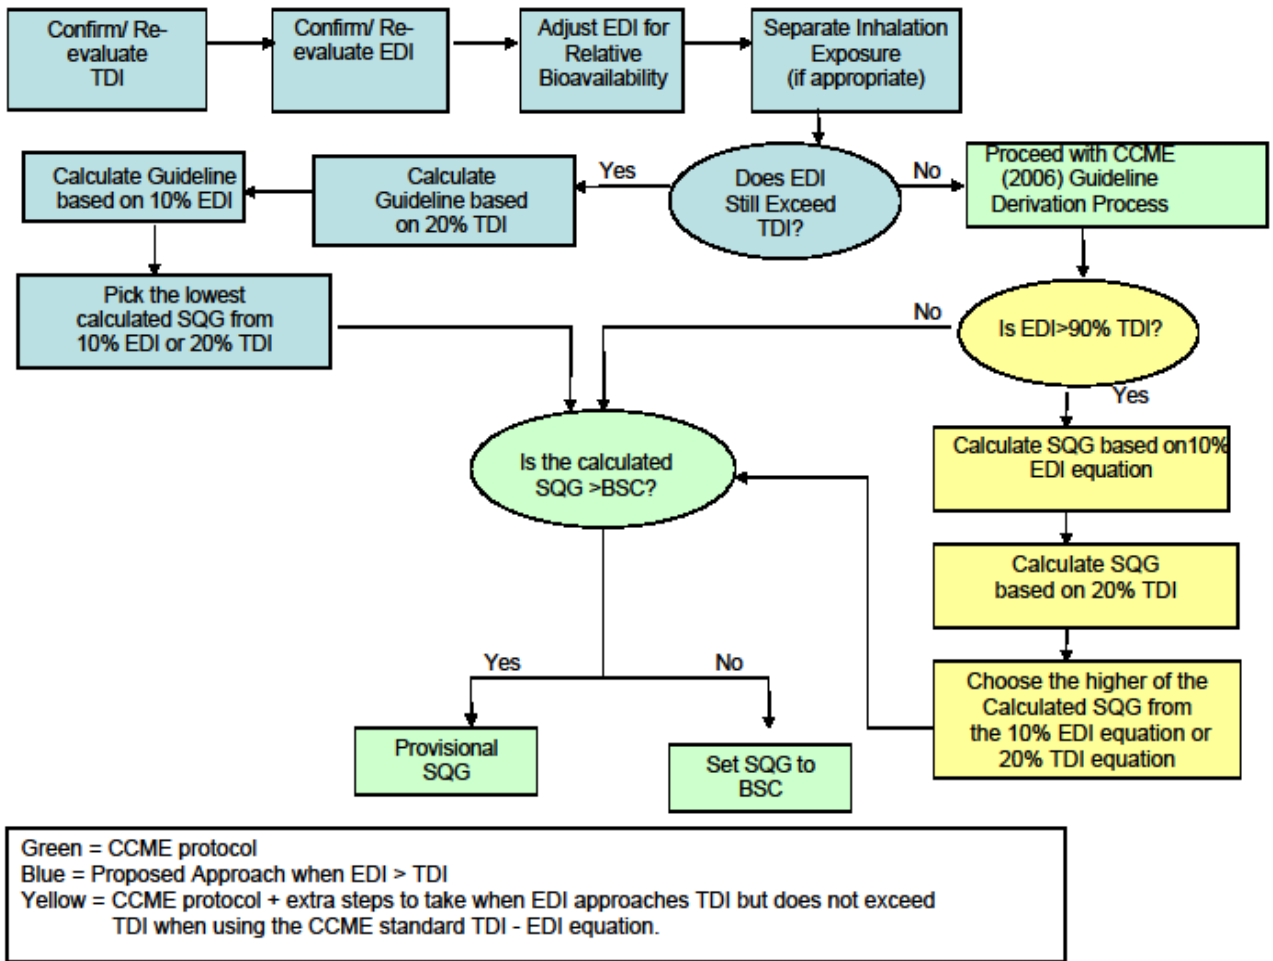 Confirm/ Re-
evaluate
TDI
Confirm/ Re-
evaluate EDI
Adjust EDI for
Relative
Bioavailability
Separate Inhalation
Exposure
(if appropriate)
Calculate Guideline
based on 10% EDI
Calculate
Guideline based
on 20% TDI
Yes
Does EDI
Still Exceed
TDI?
No
Proceed with CCME
(2006) Guideline
Derivation Process
Pick the lowest
calculated SQG from
10% EDI or 20% TDI
No
Is EDI>90% TDI?
Yes
Is the calculated
SQG >BSC?
Calculate SQG based on10%
EDI equation
Calculate SQG
based on 20% TDI
Yes
No
Choose the higher of the
Calculated SQG from
the 10% EDI equation or
20% TDI equation
Provisional
SQG
Set SQG to
BSC
Green = CCME protocol
Blue = Proposed Approach when EDI > TDI
Yellow = CCME protocol + extra steps to take when EDI approaches TDI but does not exceed
TDI when using the CCME standard TDI - EDI equation.